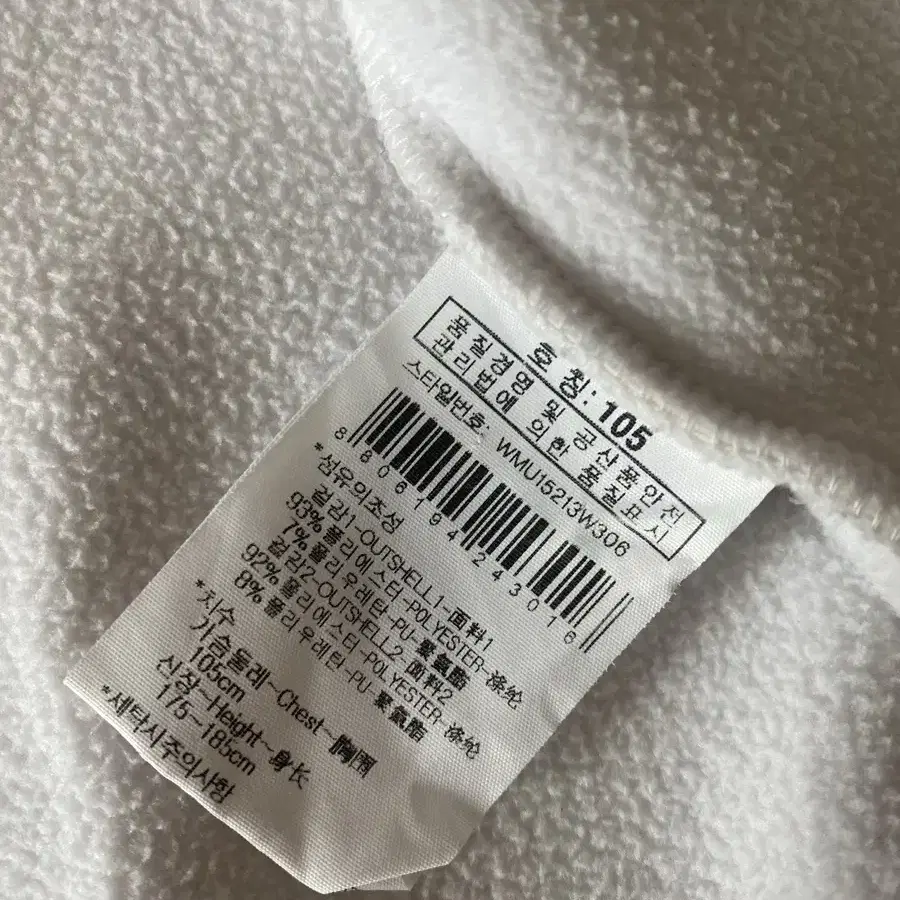 호 칭: 105
품질경영 및 공산품안전
관리법에 의한 품질표시
스타일번호: WMU15213W306
8806194243016
*섬유의조성
겉감1-OUTSHELL1-面料1
93% 폴리에스터-POLYESTER-涤纶
7% 폴리우레탄-PU-聚氨酯
겉감2-OUTSHELL2-面料2
92% 폴리에스터-POLYESTER-涤纶
8% 폴리우레탄-PU-聚氨酯
*치수
가슴둘레~Chest~胸围
105cm
신장~Height~身长
175~185cm
*세탁시주의사항